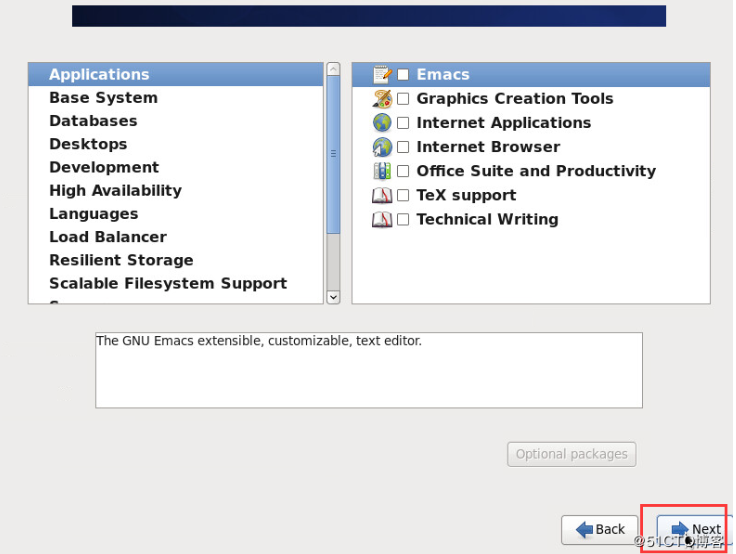 Applications
Base System
Databases
Desktops
Development
High Availability
Languages
Load Balancer
Resilient Storage
Scalable Filesystem Support
Emacs
Graphics Creation Tools
Internet Applications
Internet Browser
Office Suite and Productivity
TeX support
Technical Writing
The GNU Emacs extensible, customizable, text editor.
Optional packages
Back
Next
@51CTO博客